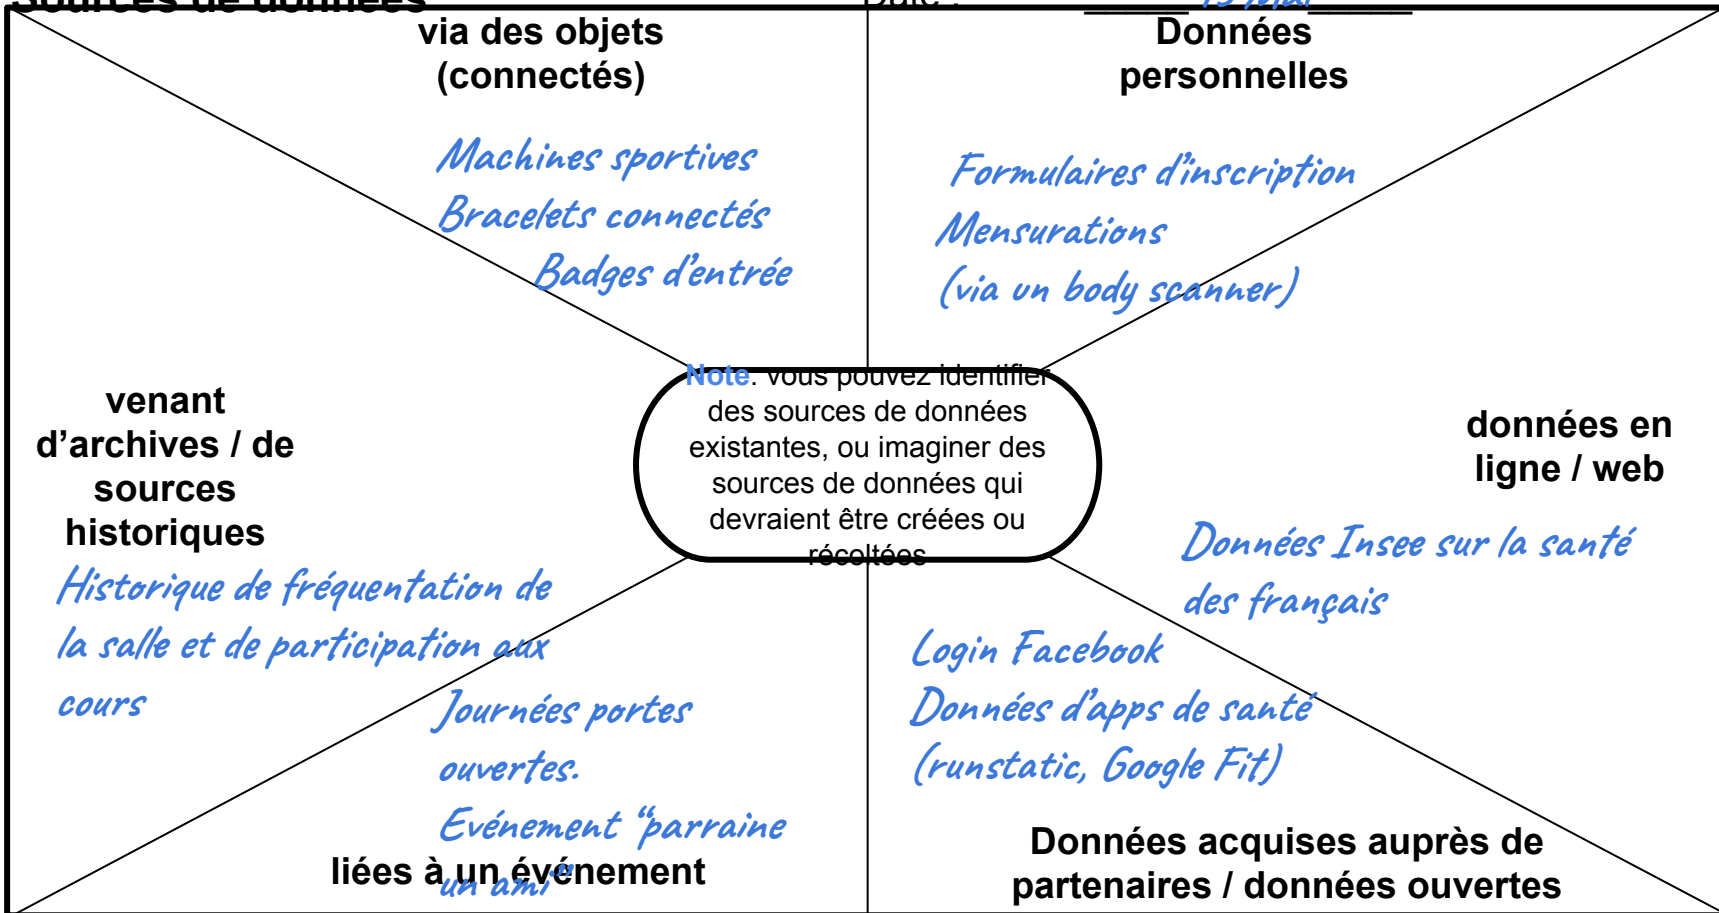 Sources de données
Date :
via des objets
(connectés)
Machines sportives
Bracelets connectés
Badges d’entrée
Données
personnelles
Formulaires d’inscription
Mensurations
(via un body scanner)
venant
d’archives / de
sources
historiques
Historique de fréquentation de
la salle et de participation aux
cours
Note: vous pouvez identifier
des sources de données
existantes, ou imaginer des
sources de données qui
devraient être créées ou
récoltées
données en
ligne / web
Données Insee sur la santé
des français
Journées portes
ouvertes.
Evénement “parraine
un ami”
liées à un événement
Login Facebook
Données d’apps de santé
(runstatic, Google Fit)
Données acquises auprès de
partenaires / données ouvertes